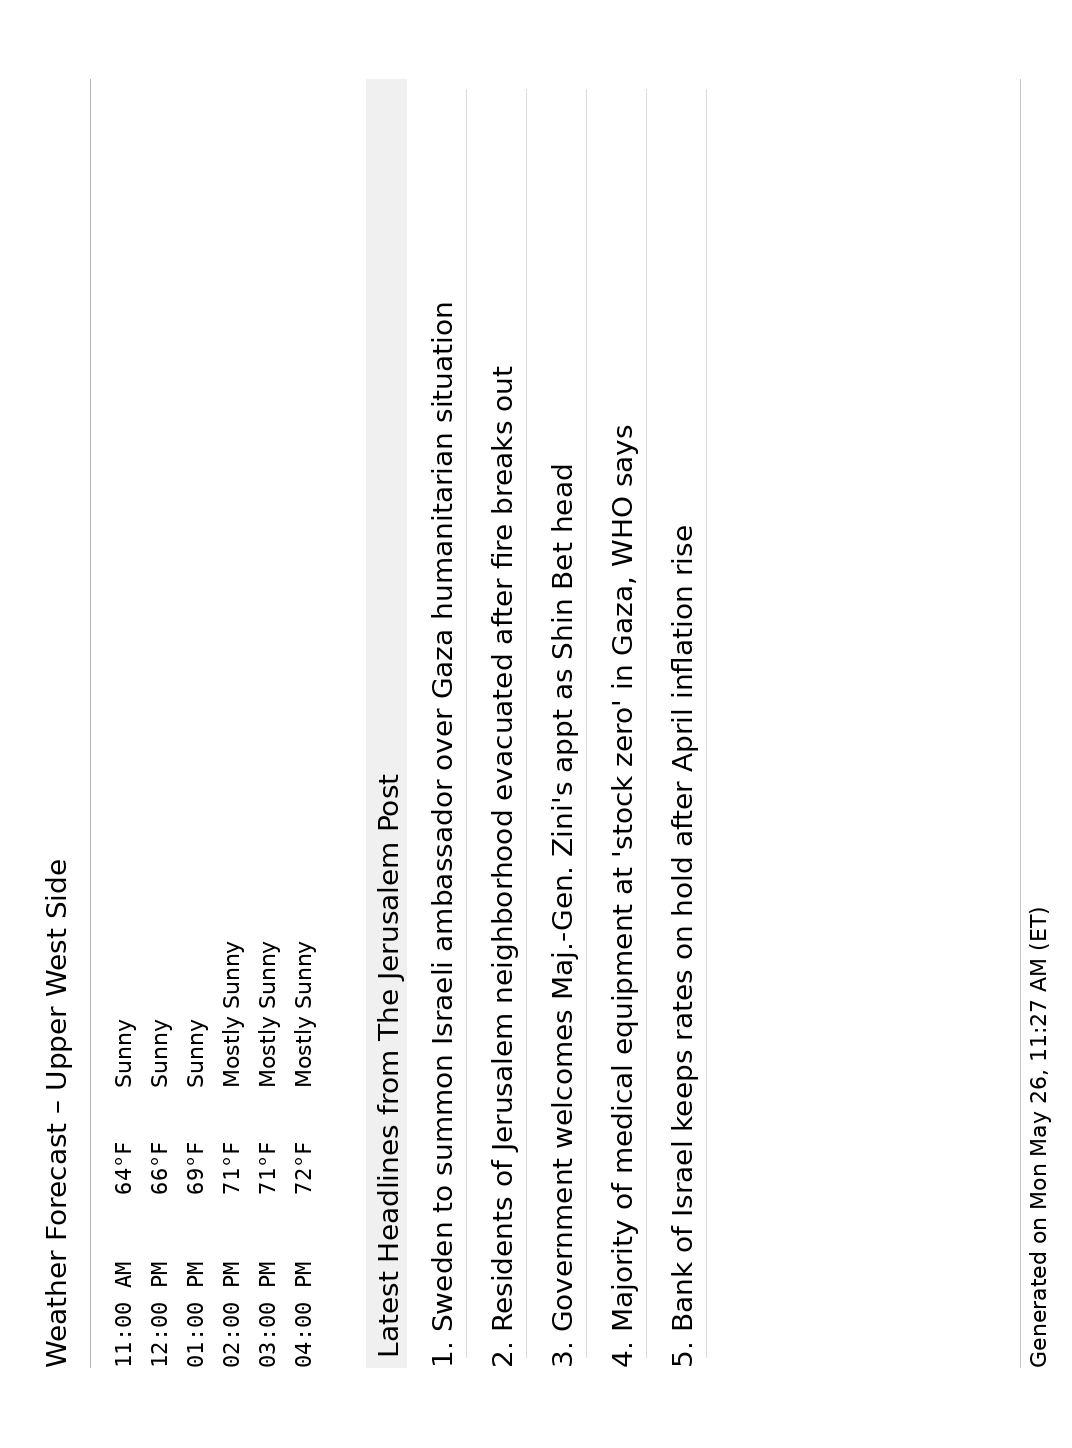 Weather Forecast – Upper West Side
11:00 AM 64°F Sunny
12:00 PM 66°F Sunny
01:00 PM 69°F Sunny
02:00 PM 71°F Mostly Sunny
03:00 PM 71°F Mostly Sunny
04:00 PM 72°F Mostly Sunny
Latest Headlines from The Jerusalem Post
1. Sweden to summon Israeli ambassador over Gaza humanitarian situation
2. Residents of Jerusalem neighborhood evacuated after fire breaks out
3. Government welcomes Maj.-Gen. Zini's appt as Shin Bet head
4. Majority of medical equipment at 'stock zero' in Gaza, WHO says
5. Bank of Israel keeps rates on hold after April inflation rise
Generated on Mon May 26, 11:27 AM (ET)